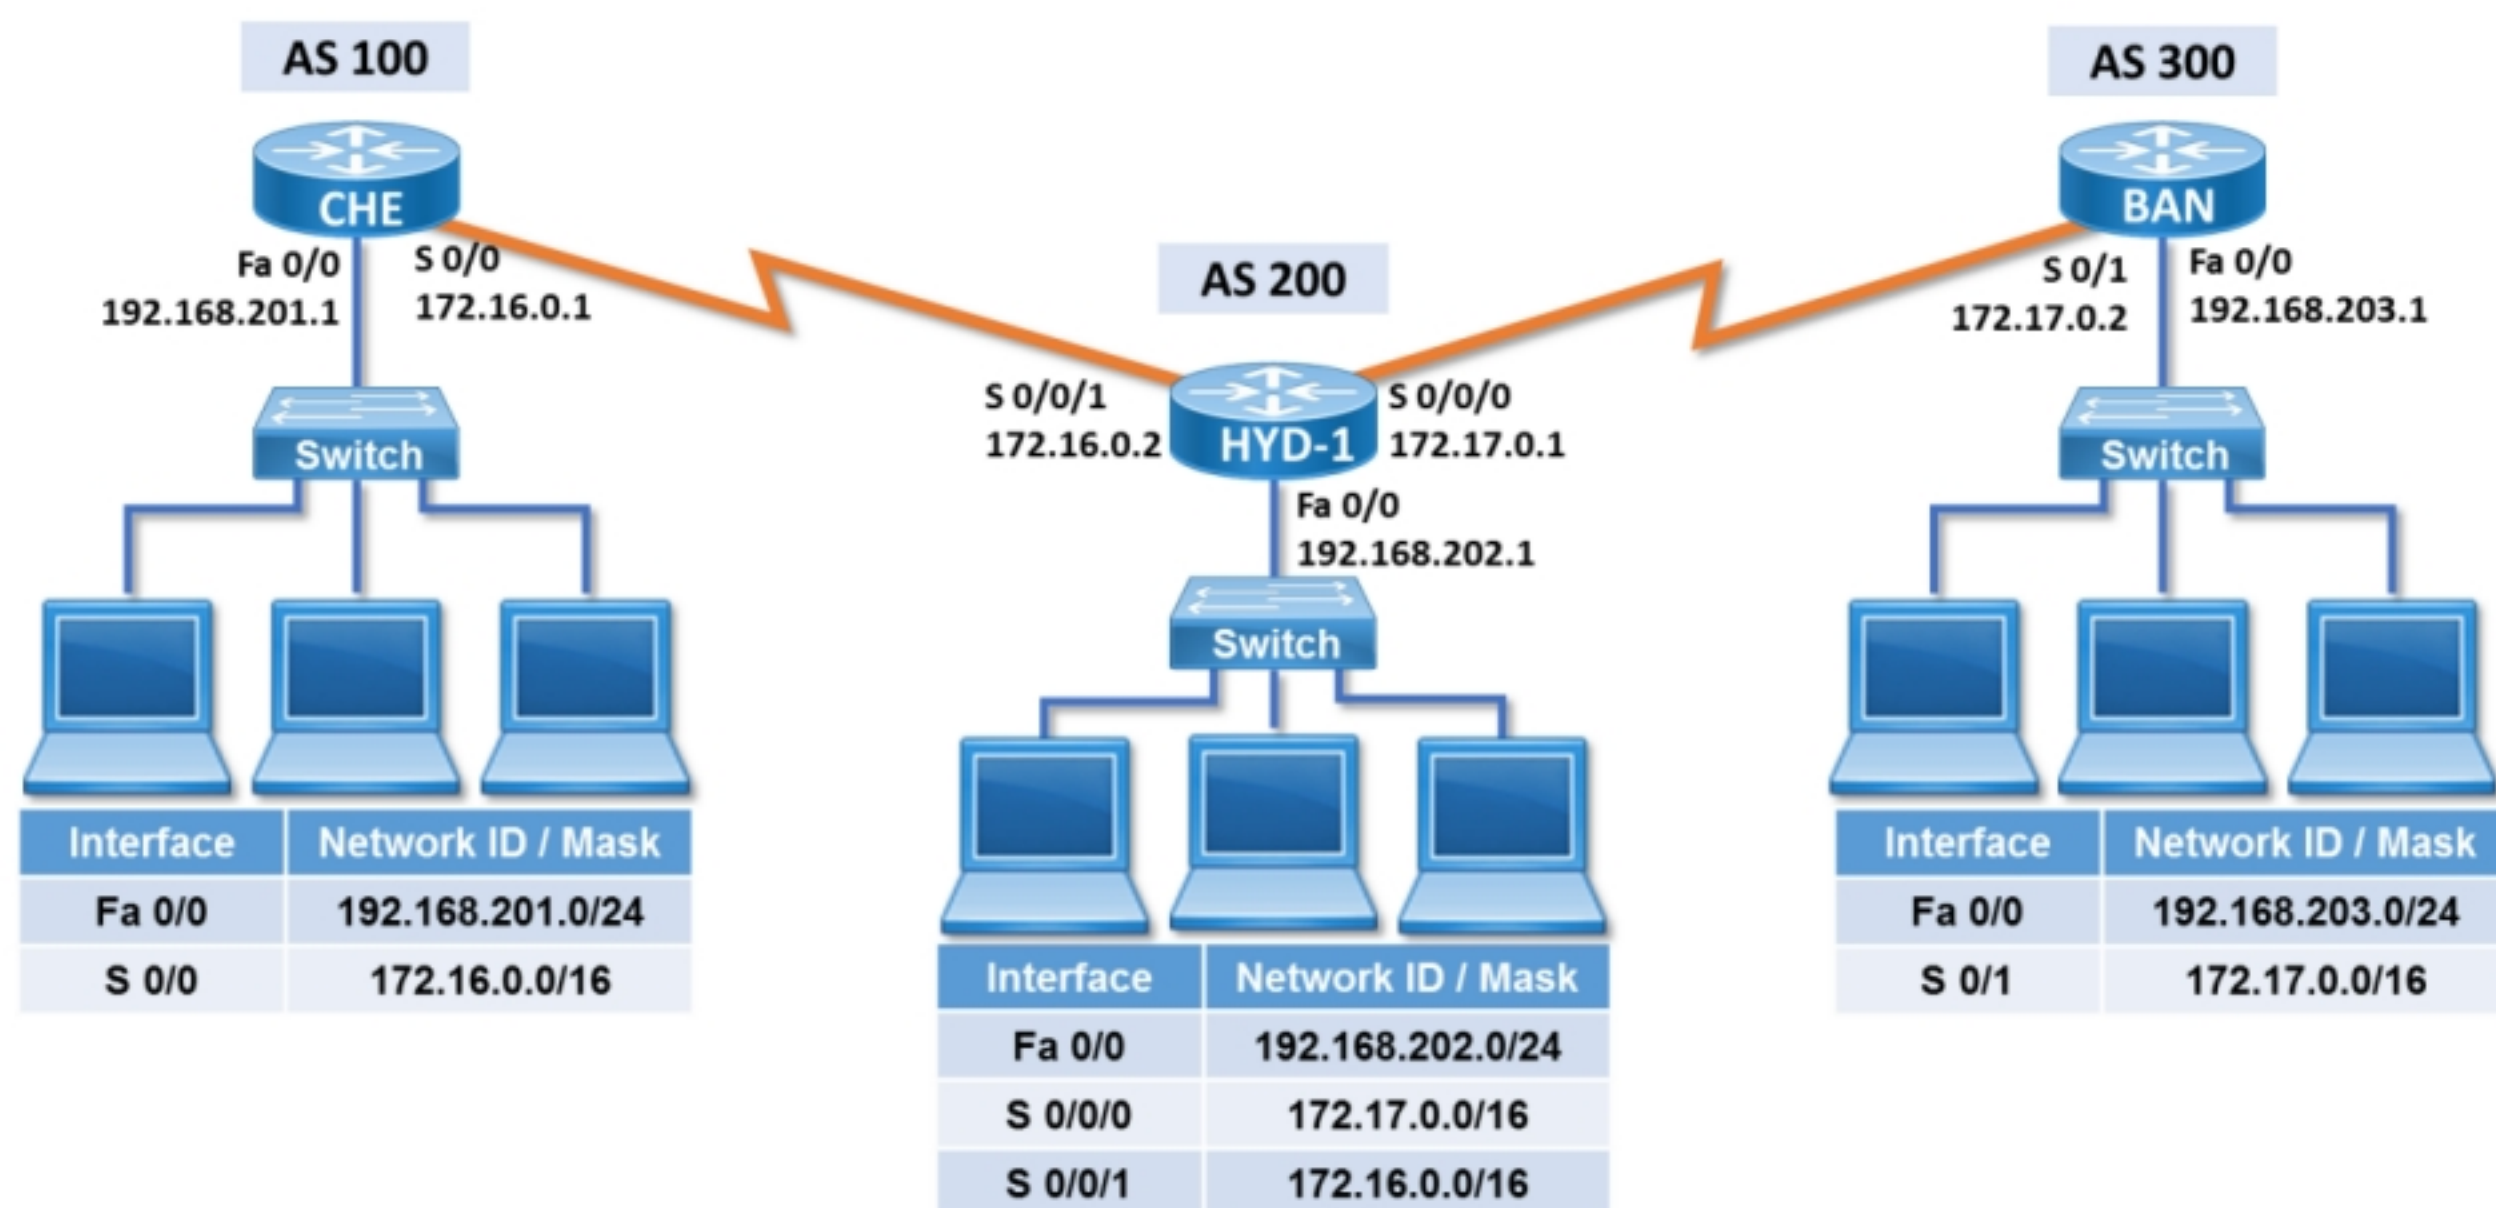 AS 100
CHE
Fa 0/0
192.168.201.1
S 0/0
172.16.0.1
Switch
Interface Network ID / Mask
Fa 0/0 192.168.201.0/24
S 0/0 172.16.0.0/16
AS 200
S 0/0/1
172.16.0.2
HYD-1
S 0/0/0
172.17.0.1
Fa 0/0
192.168.202.1
Switch
Interface Network ID / Mask
Fa 0/0 192.168.202.0/24
S 0/0/0 172.17.0.0/16
S 0/0/1 172.16.0.0/16
AS 300
BAN
S 0/1
172.17.0.2
Fa 0/0
192.168.203.1
Switch
Interface Network ID / Mask
Fa 0/0 192.168.203.0/24
S 0/1 172.17.0.0/16